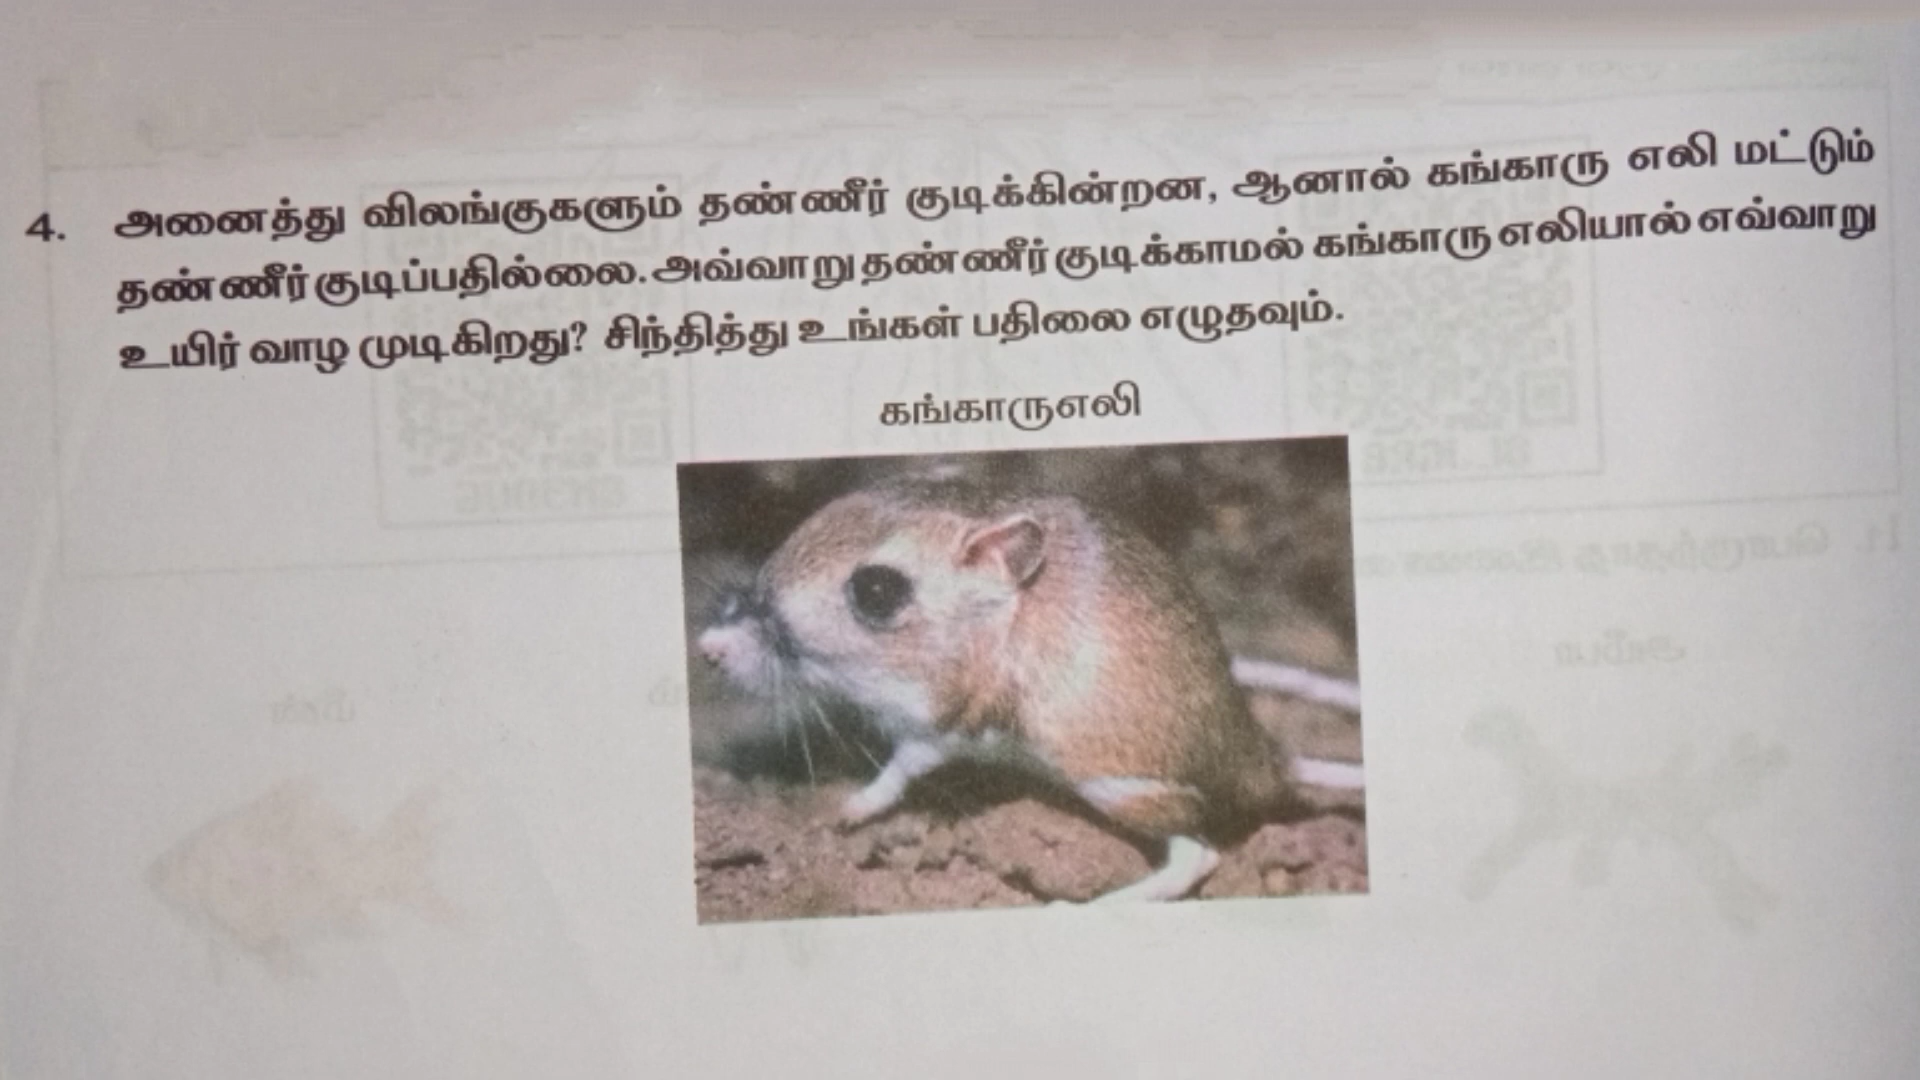 4. அனைத்து விலங்குகளும் தண்ணீர் குடிக்கின்றன, ஆனால் கங்காரு எலி மட்டும்
தண்ணீர் குடிப்பதில்லை. அவ்வாறு தண்ணீர் குடிக்காமல் கங்காரு எலியால் எவ்வாறு
உயிர் வாழ முடிகிறது? சிந்தித்து உங்கள் பதிலை எழுதவும்.
கங்காருஎலி